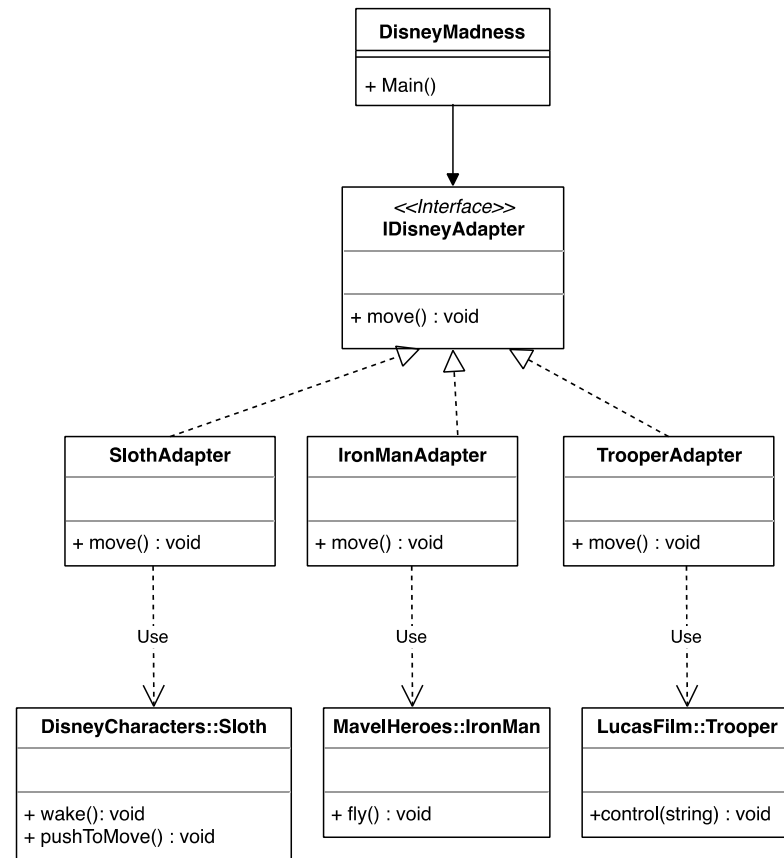 DisneyMadness
+ Main()
<<Interface>>
IDisneyAdapter
+ move() : void
SlothAdapter
+ move() : void
IronManAdapter
+ move() : void
TrooperAdapter
+ move() : void
Use
Use
Use
DisneyCharacters::Sloth
+ wake(): void
+ pushToMove() : void
MavelHeroes::IronMan
+ fly() : void
LucasFilm::Trooper
+control(string) : void